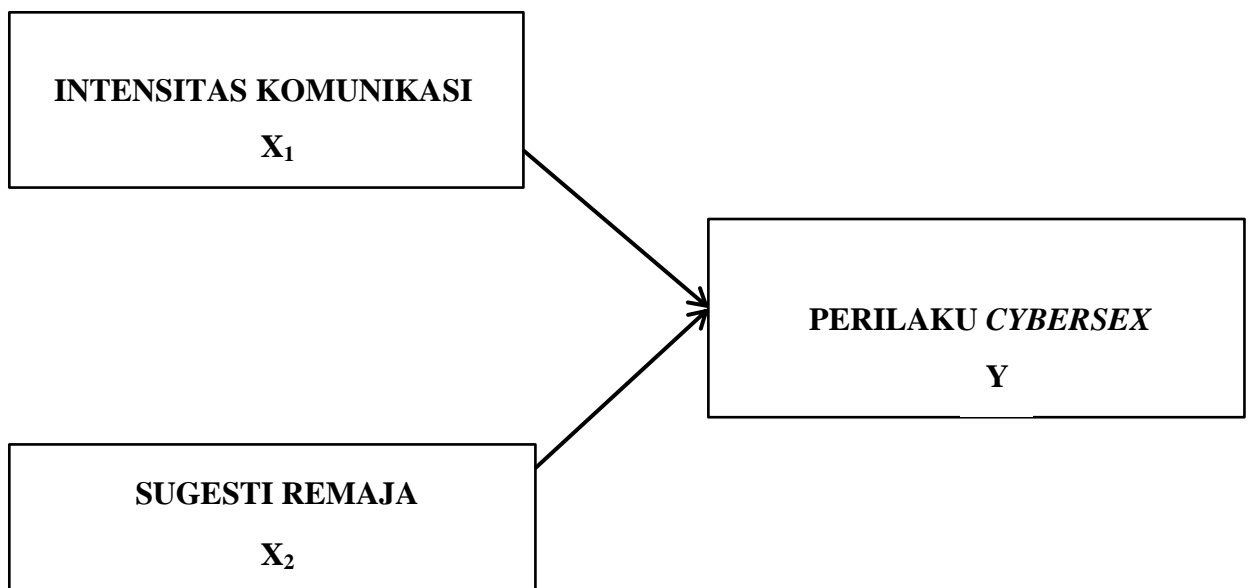 INTENSITAS KOMUNIKASI
X₁
PERILAKU CYBERSEX
Y
SUGESTI REMAJA
X₂